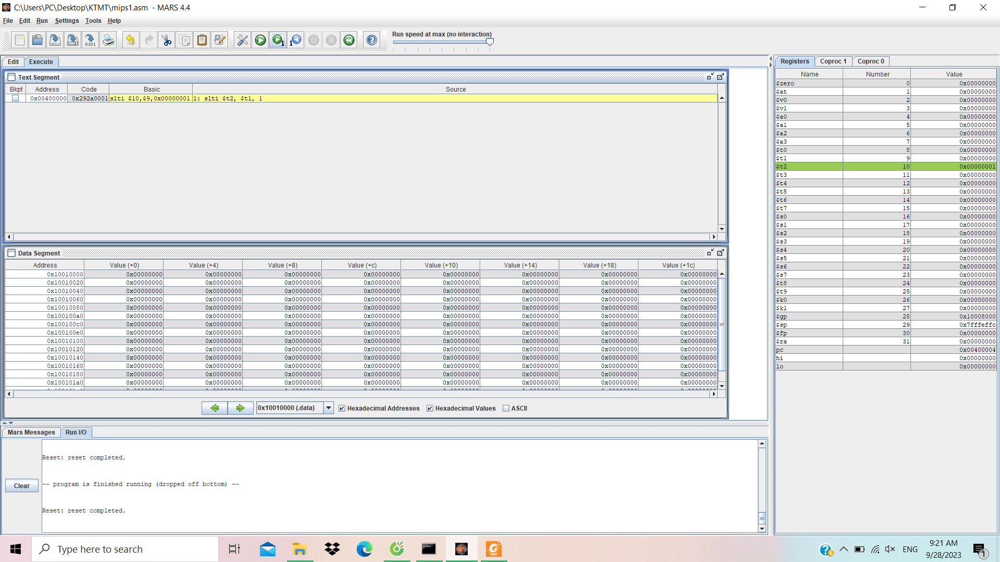 C:\Users\PC\Desktop\KTMT\mips1.asm - MARS 4.4
File Edit Run Settings Tools Help
Run speed at max (no interaction)
Edit Execute
Text Segment
Bkpt Address Code Basic Source
0x00400000 0x292a0001 slti $10,$9,0x00000001 1: slti $t2, $t1, 1
Data Segment
Address Value (+0) Value (+4) Value (+8) Value (+c) Value (+10) Value (+14) Value (+18) Value (+1c)
0x10010000 0x00000000 0x00000000 0x00000000 0x00000000 0x00000000 0x00000000 0x00000000 0x00000000
0x10010020 0x00000000 0x00000000 0x00000000 0x00000000 0x00000000 0x00000000 0x00000000 0x00000000
0x10010040 0x00000000 0x00000000 0x00000000 0x00000000 0x00000000 0x00000000 0x00000000 0x00000000
0x10010060 0x00000000 0x00000000 0x00000000 0x00000000 0x00000000 0x00000000 0x00000000 0x00000000
0x10010080 0x00000000 0x00000000 0x00000000 0x00000000 0x00000000 0x00000000 0x00000000 0x00000000
0x100100a0 0x00000000 0x00000000 0x00000000 0x00000000 0x00000000 0x00000000 0x00000000 0x00000000
0x100100c0 0x00000000 0x00000000 0x00000000 0x00000000 0x00000000 0x00000000 0x00000000 0x00000000
0x100100e0 0x00000000 0x00000000 0x00000000 0x00000000 0x00000000 0x00000000 0x00000000 0x00000000
0x10010100 0x00000000 0x00000000 0x00000000 0x00000000 0x00000000 0x00000000 0x00000000 0x00000000
0x10010120 0x00000000 0x00000000 0x00000000 0x00000000 0x00000000 0x00000000 0x00000000 0x00000000
0x10010140 0x00000000 0x00000000 0x00000000 0x00000000 0x00000000 0x00000000 0x00000000 0x00000000
0x10010160 0x00000000 0x00000000 0x00000000 0x00000000 0x00000000 0x00000000 0x00000000 0x00000000
0x10010180 0x00000000 0x00000000 0x00000000 0x00000000 0x00000000 0x00000000 0x00000000 0x00000000
0x100101a0 0x00000000 0x00000000 0x00000000 0x00000000 0x00000000 0x00000000 0x00000000 0x00000000
0x10010000 (.data) Hexadecimal Addresses Hexadecimal Values ASCII
Mars Messages Run I/O
Reset: reset completed.
-- program is finished running (dropped off bottom) --
Reset: reset completed.
Clear
Registers Coproc 1 Coproc 0
Name Number Value
$zero 0 0x00000000
$at 1 0x00000000
$v0 2 0x00000000
$v1 3 0x00000000
$a0 4 0x00000000
$a1 5 0x00000000
$a2 6 0x00000000
$a3 7 0x00000000
$t0 8 0x00000000
$t1 9 0x00000000
$t2 10 0x00000001
$t3 11 0x00000000
$t4 12 0x00000000
$t5 13 0x00000000
$t6 14 0x00000000
$t7 15 0x00000000
$s0 16 0x00000000
$s1 17 0x00000000
$s2 18 0x00000000
$s3 19 0x00000000
$s4 20 0x00000000
$s5 21 0x00000000
$s6 22 0x00000000
$s7 23 0x00000000
$t8 24 0x00000000
$t9 25 0x00000000
$k0 26 0x00000000
$k1 27 0x00000000
$gp 28 0x10008000
$sp 29 0x7fffeffc
$fp 30 0x00000000
$ra 31 0x00000000
pc 0x00400004
hi 0x00000000
lo 0x00000000
Type here to search
ENG
9:21 AM
9/28/2023
1